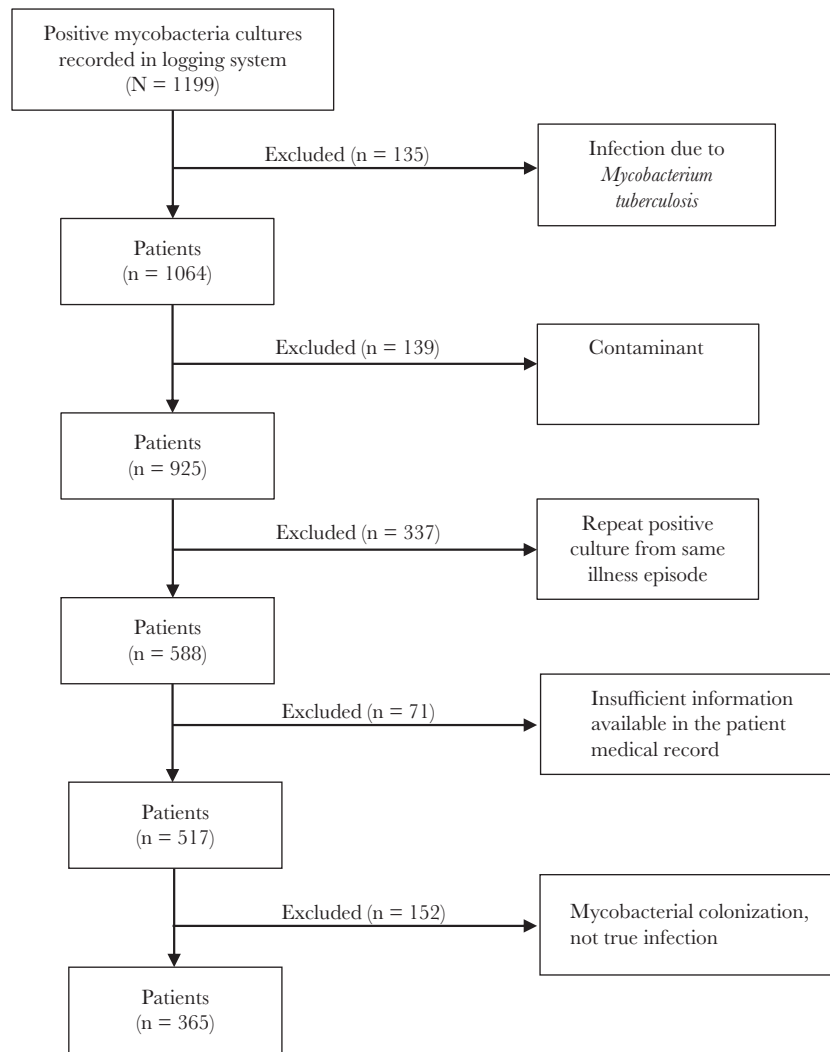 Positive mycobacteria cultures
recorded in logging system
(N = 1199)
Excluded (n = 135)
Infection due to
Mycobacterium
tuberculosis
Patients
(n = 1064)
Excluded (n = 139)
Contaminant
Patients
(n = 925)
Excluded (n = 337)
Repeat positive
culture from same
illness episode
Patients
(n = 588)
Excluded (n = 71)
Insufficient information
available in the patient
medical record
Patients
(n = 517)
Excluded (n = 152)
Mycobacterial colonization,
not true infection
Patients
(n = 365)